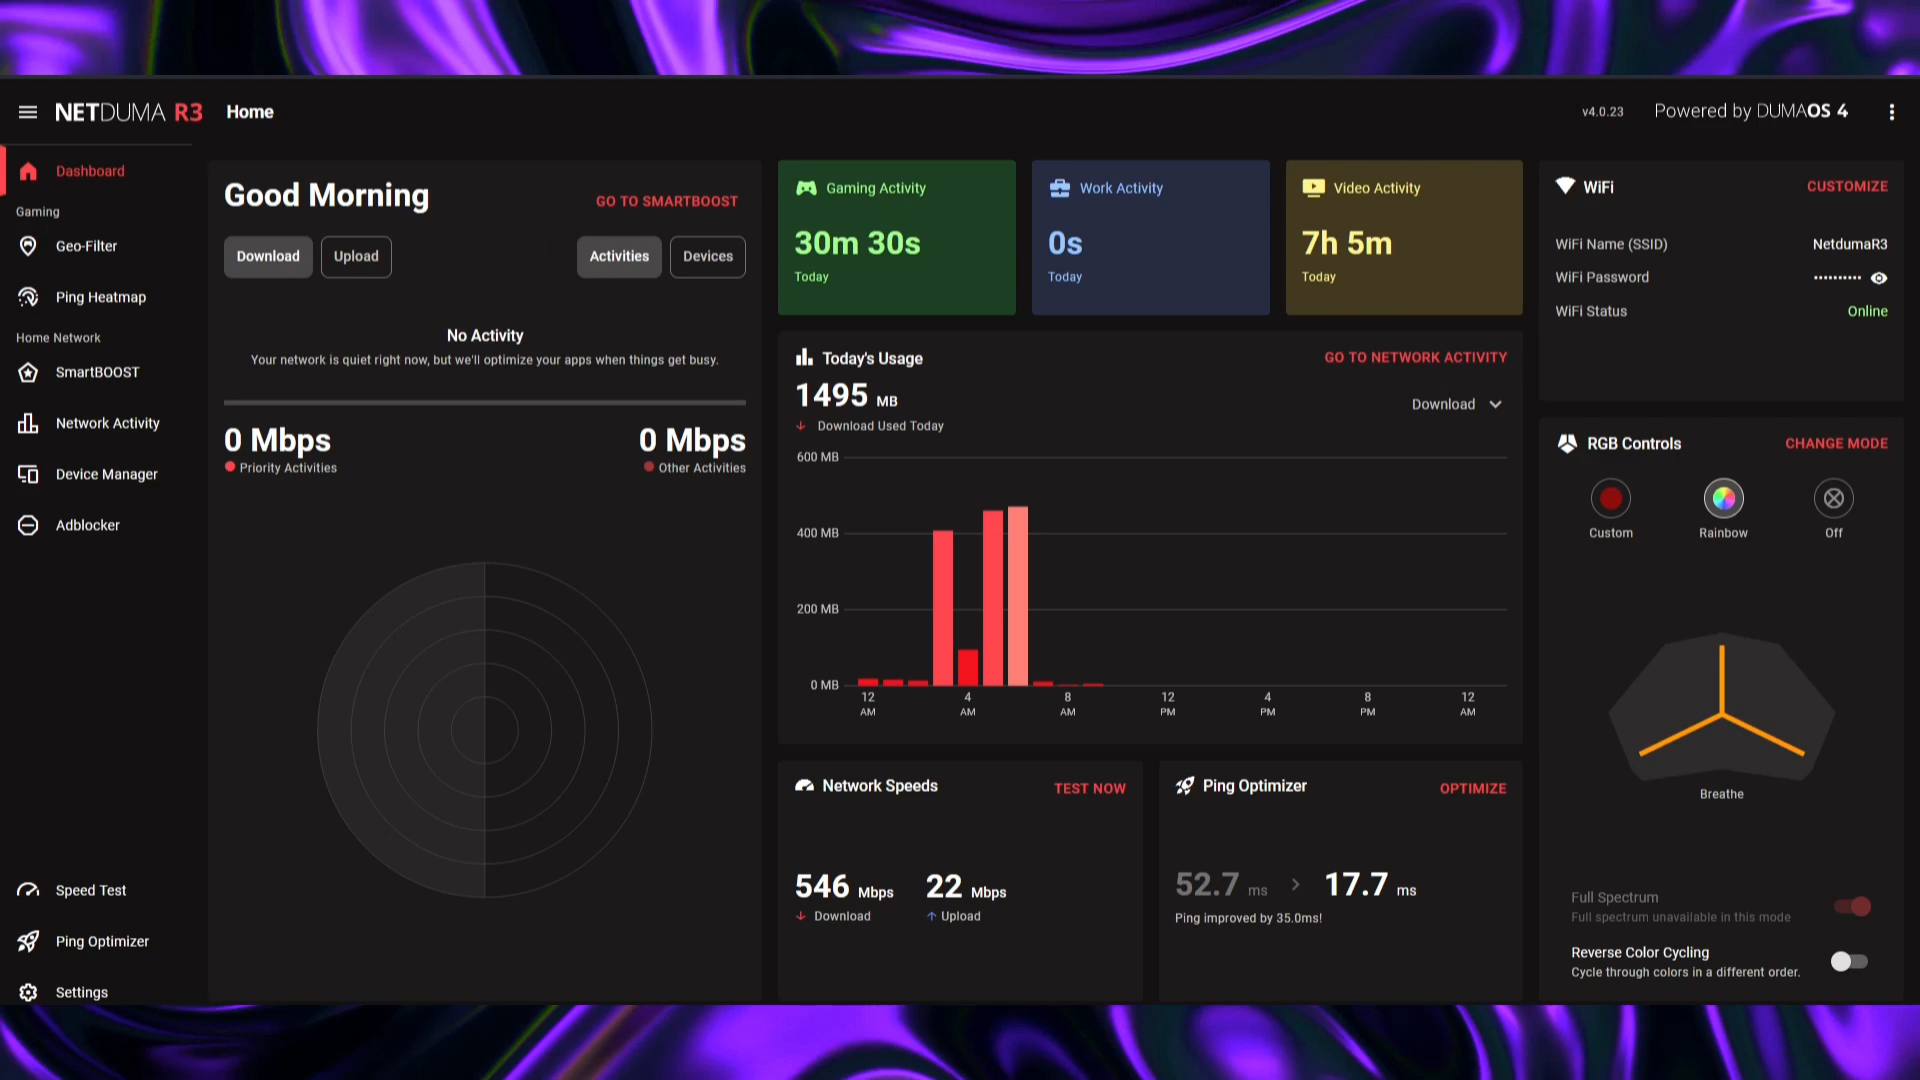 NETDUMA R3
Home
v4.0.23
Powered by DUMAOS 4
Dashboard
Gaming
Geo-Filter
Ping Heatmap
Home Network
SmartBOOST
Network Activity
Device Manager
Adblocker
Speed Test
Ping Optimizer
Settings
Good Morning
GO TO SMARTBOOST
Download
Upload
Activities
Devices
No Activity
Your network is quiet right now, but we'll optimize your apps when things get busy.
0 Mbps
Priority Activities
0 Mbps
Other Activities
Gaming Activity
30m 30s
Today
Work Activity
0s
Today
Video Activity
7h 5m
Today
Today's Usage
GO TO NETWORK ACTIVITY
1495 MB
Download Used Today
Download
600 MB
400 MB
200 MB
0 MB
12 AM
4 AM
8 AM
12 PM
4 PM
8 PM
12 AM
Network Speeds
TEST NOW
546 Mbps
Download
22 Mbps
Upload
Ping Optimizer
OPTIMIZE
52.7 ms
17.7 ms
Ping improved by 35.0ms!
WiFi
CUSTOMIZE
WiFi Name (SSID)
NetdumaR3
WiFi Password
•••••••••
WiFi Status
Online
RGB Controls
CHANGE MODE
Custom
Rainbow
Off
Breathe
Full Spectrum
Full spectrum unavailable in this mode
Reverse Color Cycling
Cycle through colors in a different order.